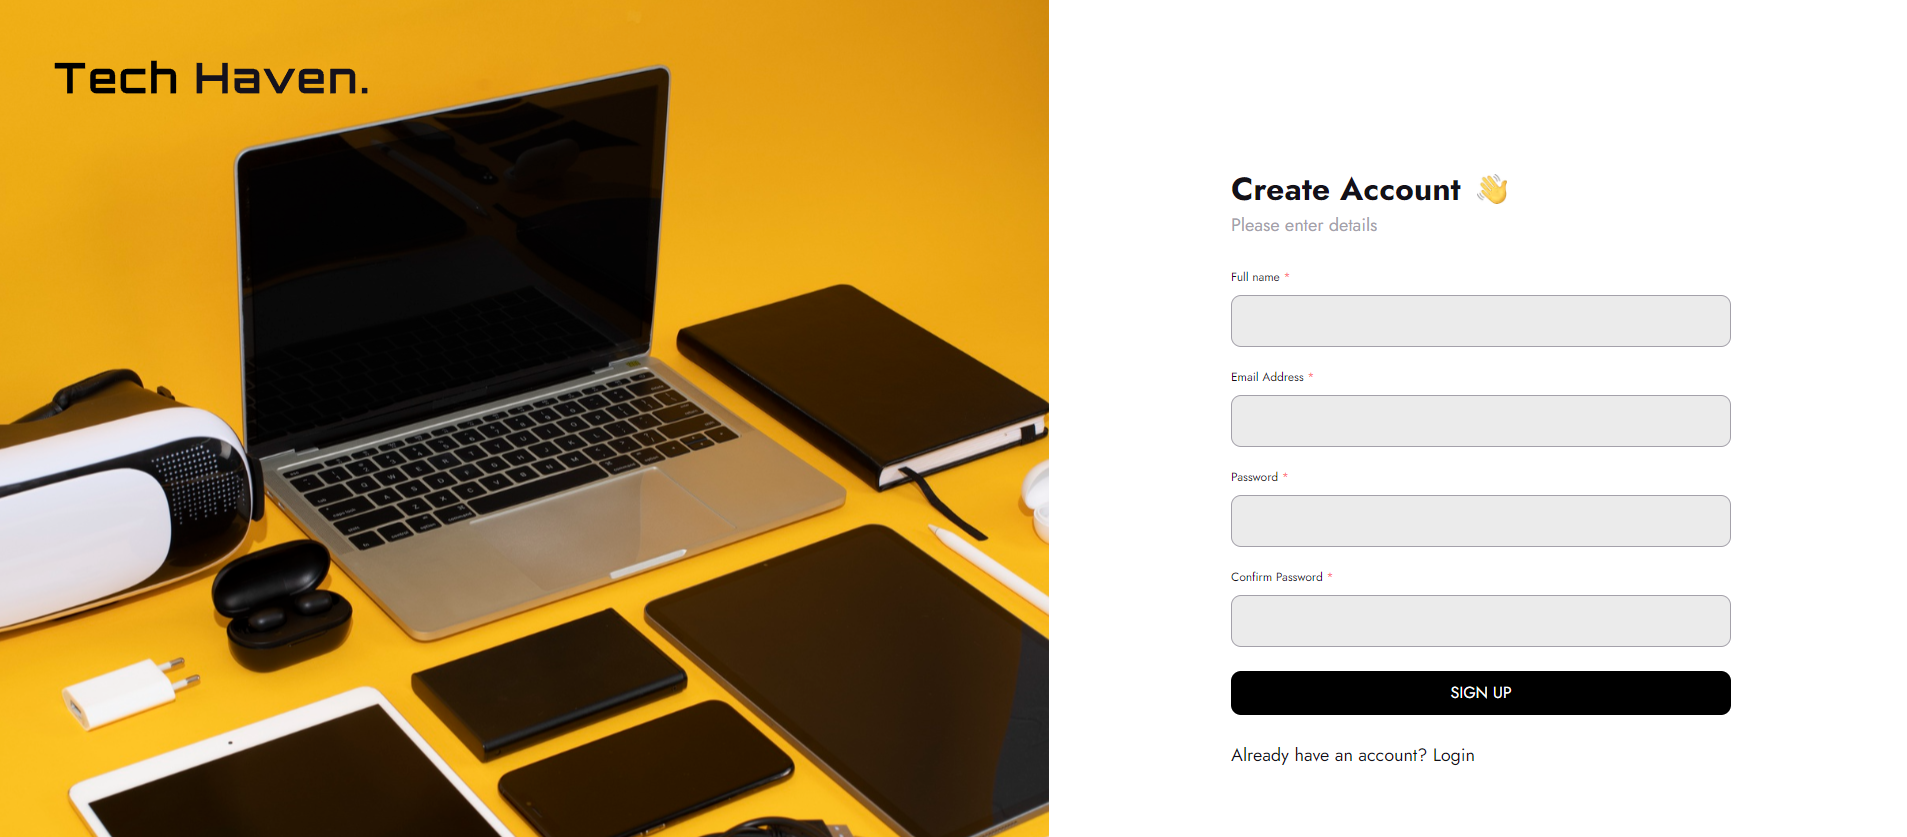 Tech Haven.
Create Account 👋
Please enter details
Full name *
Email Address *
Password *
Confirm Password *
SIGN UP
Already have an account? Login